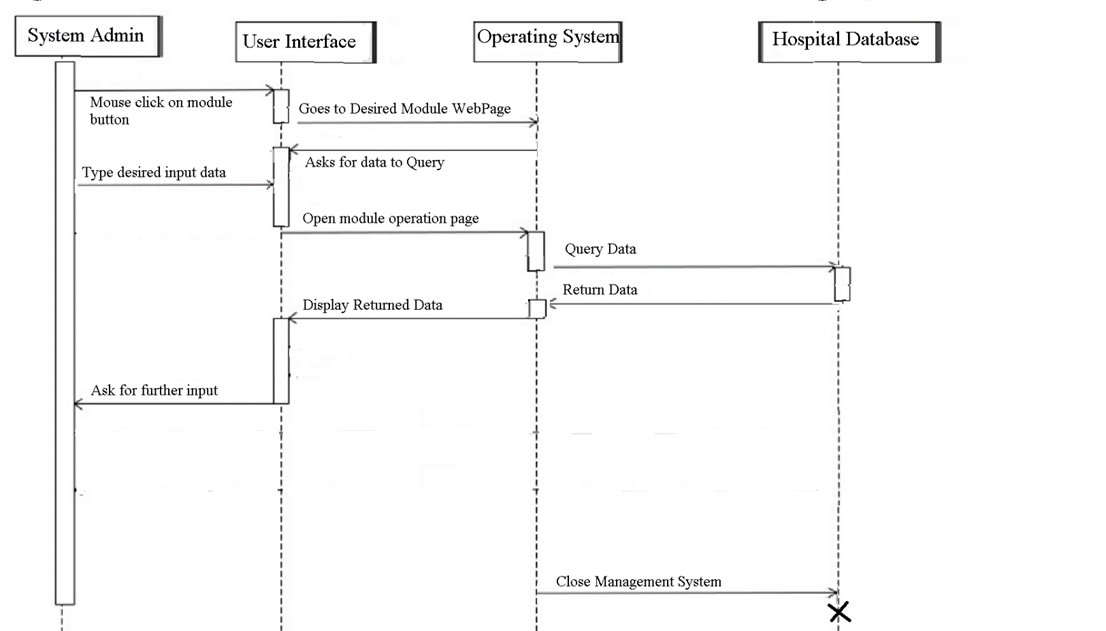 System Admin
User Interface
Operating System
Hospital Database
Mouse click on module
button
Goes to Desired Module WebPage
Asks for data to Query
Type desired input data
Open module operation page
Query Data
Return Data
Display Returned Data
Ask for further input
Close Management System